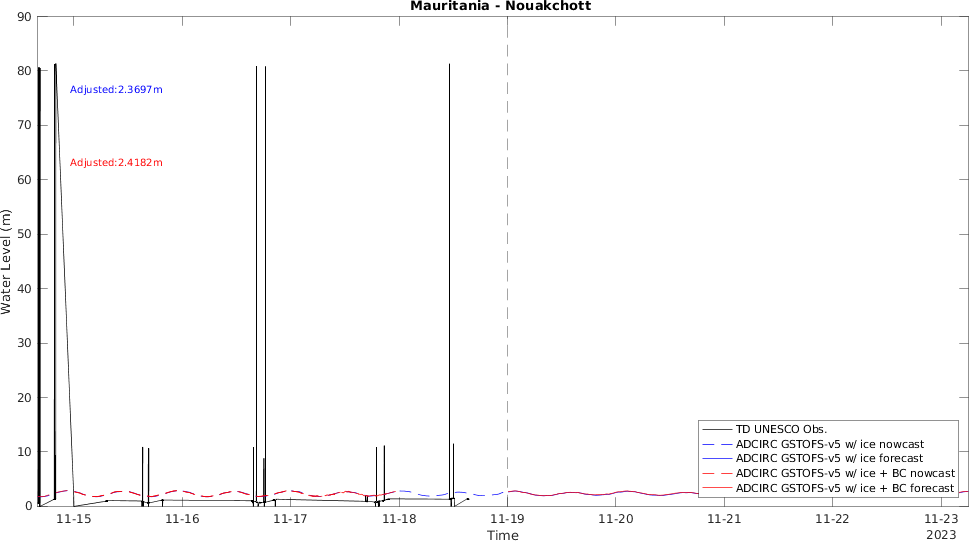 Mauritania - Nouakchott
90
80
70
60
50
40
30
20
10
0
Water Level (m)
Adjusted:2.3697m
Adjusted:2.4182m
TD UNESCO Obs.
ADCIRC GSTOFS-v5 w/ ice nowcast
ADCIRC GSTOFS-v5 w/ ice forecast
ADCIRC GSTOFS-v5 w/ ice + BC nowcast
ADCIRC GSTOFS-v5 w/ ice + BC forecast
11-15 11-16 11-17 11-18 11-19 11-20 11-21 11-22 11-23
2023
Time